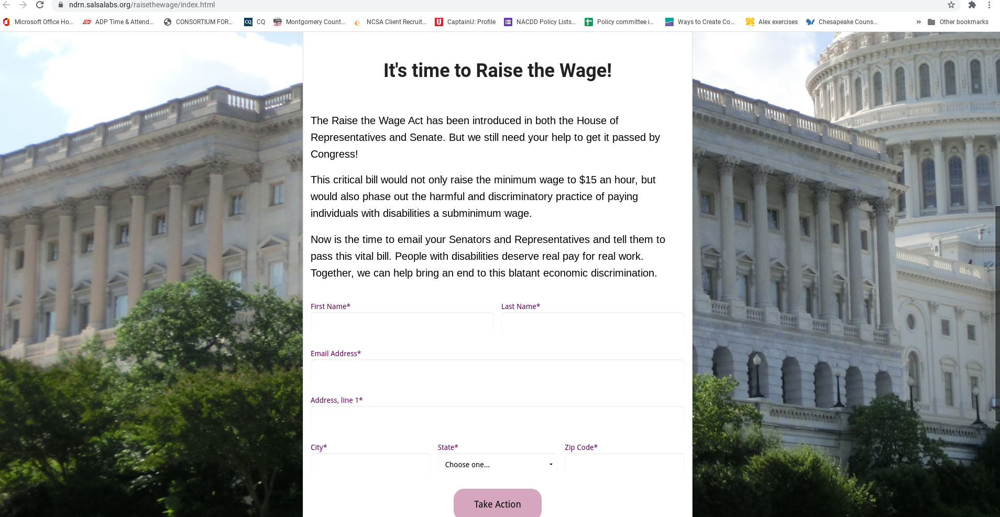 ndrn.salsalabs.org/raisethewage/index.html
Microsoft Office Ho... ADP Time & Attend... CONSORTIUM FOR... CQ Montgomery Count... NCSA Client Recruit... CaptainU: Profile NACDD Policy Lists... Policy committee i... Ways to Create Co... Alex exercises Chesapeake Couns... » Other bookmarks
It's time to Raise the Wage!
The Raise the Wage Act has been introduced in both the House of
Representatives and Senate. But we still need your help to get it passed by
Congress!
This critical bill would not only raise the minimum wage to $15 an hour, but
would also phase out the harmful and discriminatory practice of paying
individuals with disabilities a subminimum wage.
Now is the time to email your Senators and Representatives and tell them to
pass this vital bill. People with disabilities deserve real pay for real work.
Together, we can help bring an end to this blatant economic discrimination.
First Name* Last Name*
Email Address*
Address, line 1*
City* State* Zip Code*
Choose one...
Take Action